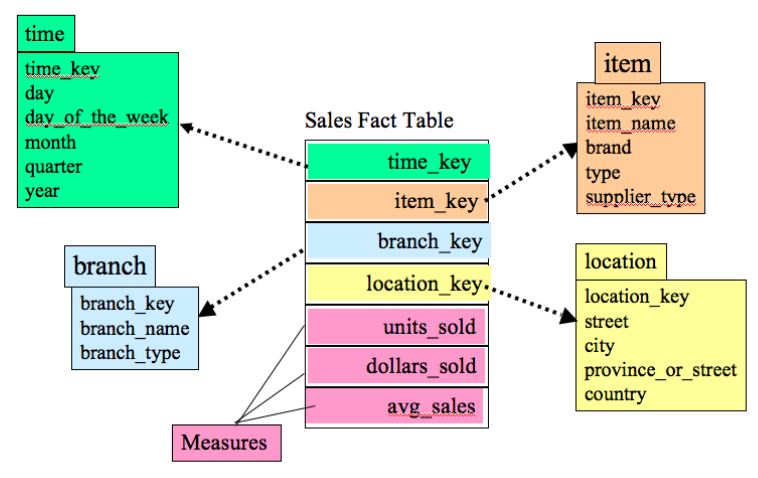 time
time_key
day
day_of_the_week
month
quarter
year
item
item_key
item_name
brand
type
supplier_type
Sales Fact Table
time_key
item_key
branch_key
location_key
units_sold
dollars_sold
avg_sales
branch
branch_key
branch_name
branch_type
location
location_key
street
city
province_or_street
country
Measures